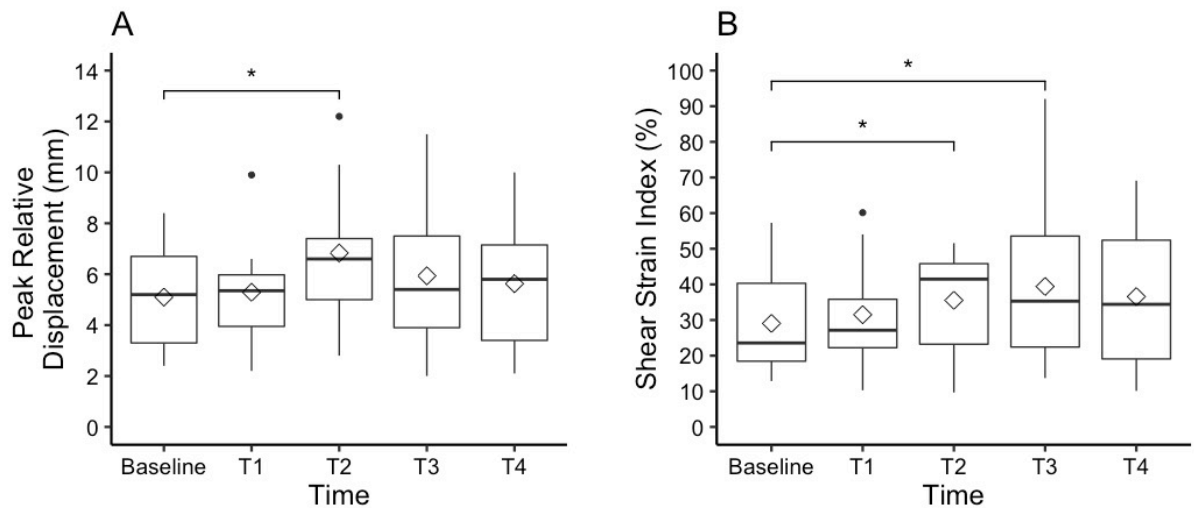 A
*
14
12
10
8
6
4
2
0
Peak Relative
Displacement (mm)
Baseline T1 T2 T3 T4
Time
B
*
*
100
90
80
70
60
50
40
30
20
10
0
Shear Strain Index (%)
Baseline T1 T2 T3 T4
Time